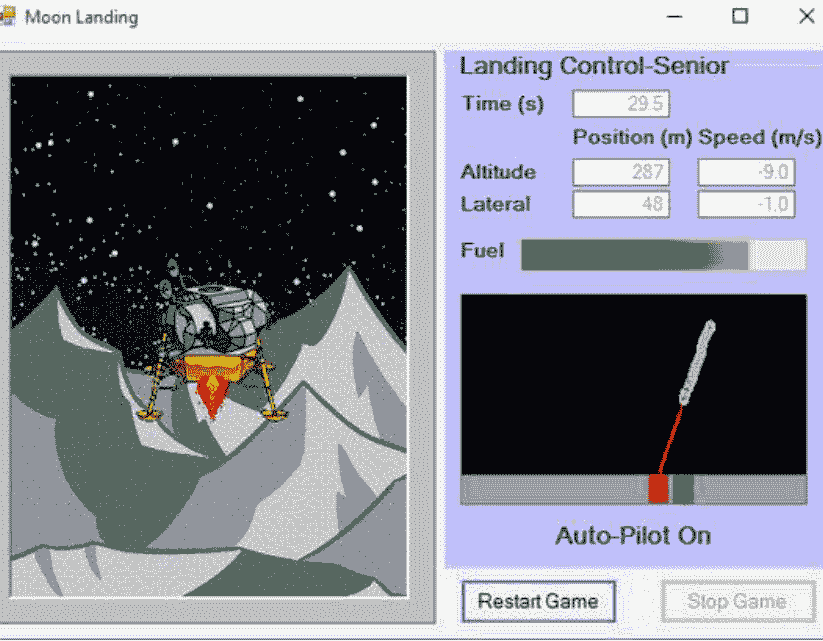 Moon Landing
Landing Control-Senior
Time (s) 29.5
Position (m) Speed (m/s)
Altitude 287 -9.0
Lateral 48 -1.0
Fuel
Auto-Pilot On
Restart Game Stop Game